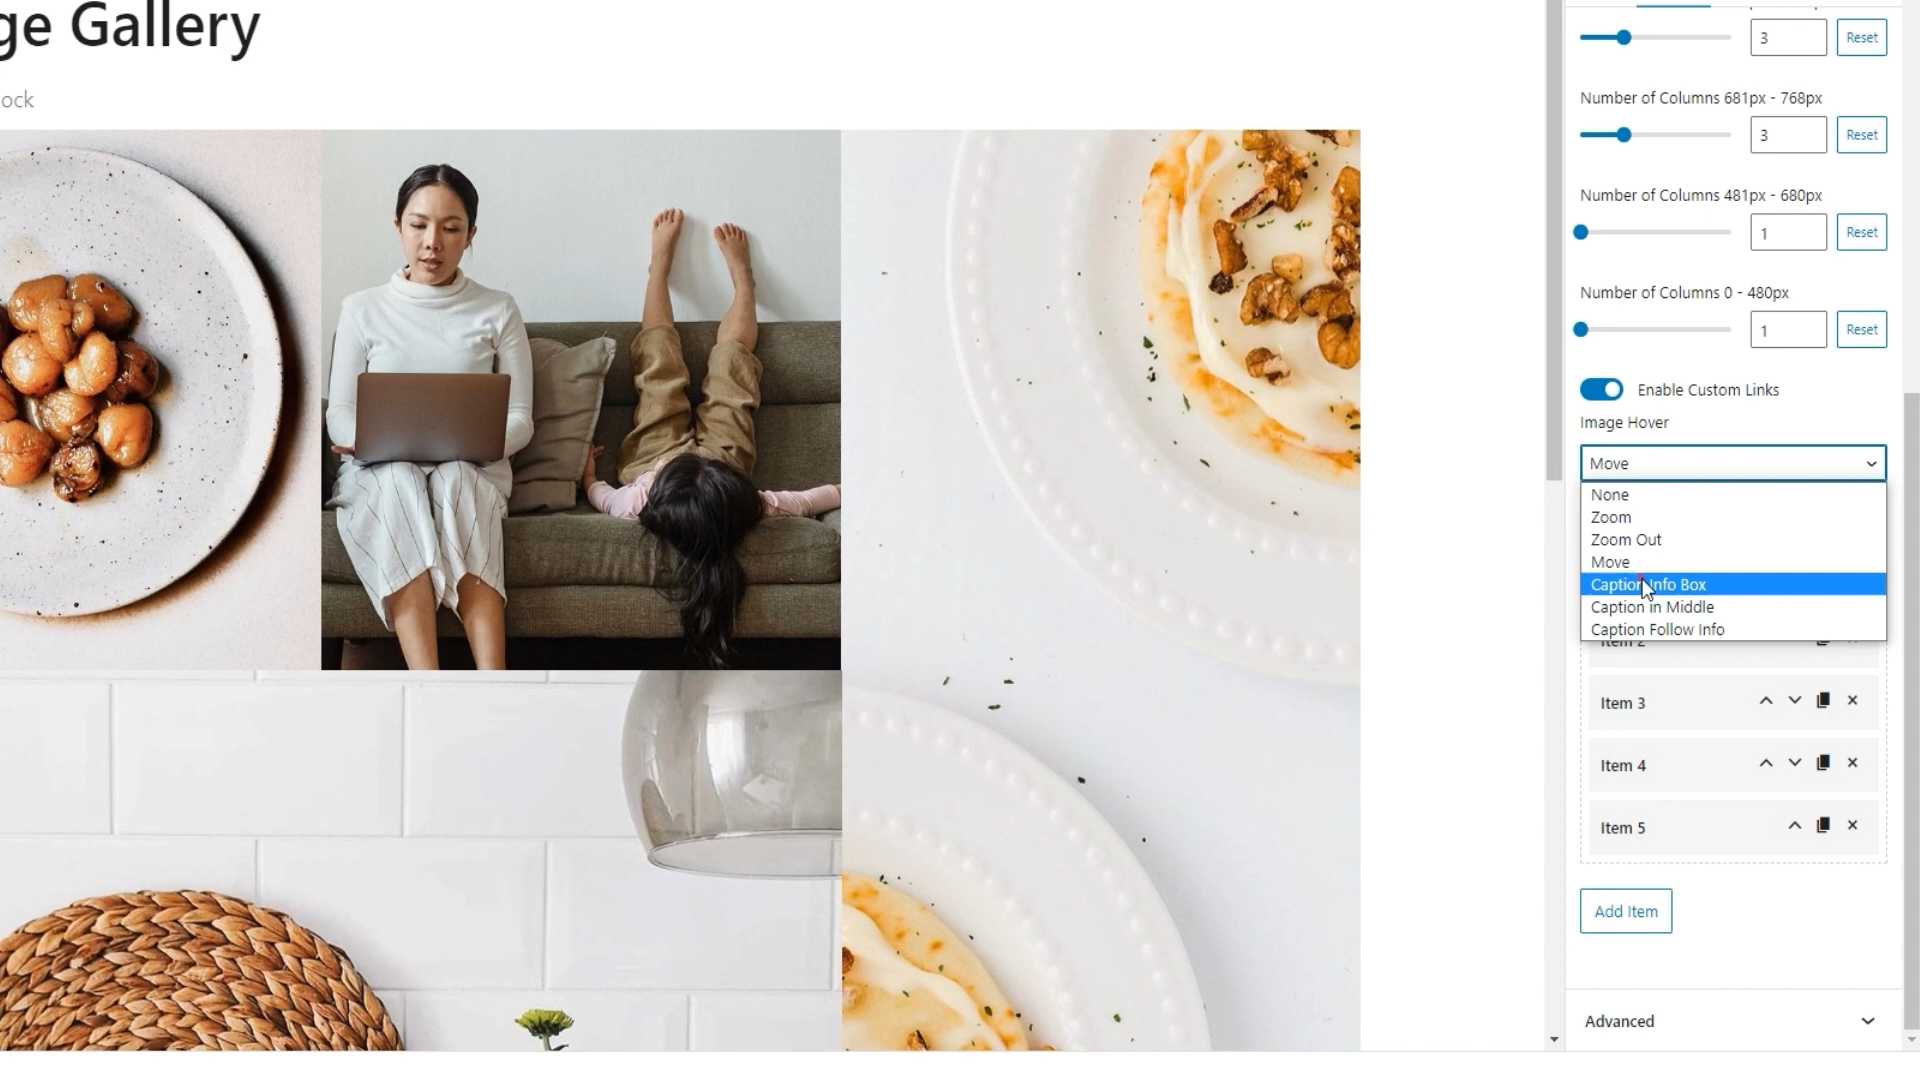 ge Gallery
ock
3
Reset
Number of Columns 681px - 768px
3
Reset
Number of Columns 481px - 680px
1
Reset
Number of Columns 0 - 480px
1
Reset
Enable Custom Links
Image Hover
Move
None
Zoom
Zoom Out
Move
Caption Info Box
Caption in Middle
Caption Follow Info
Item 2
Item 3
Item 4
Item 5
Add Item
Advanced